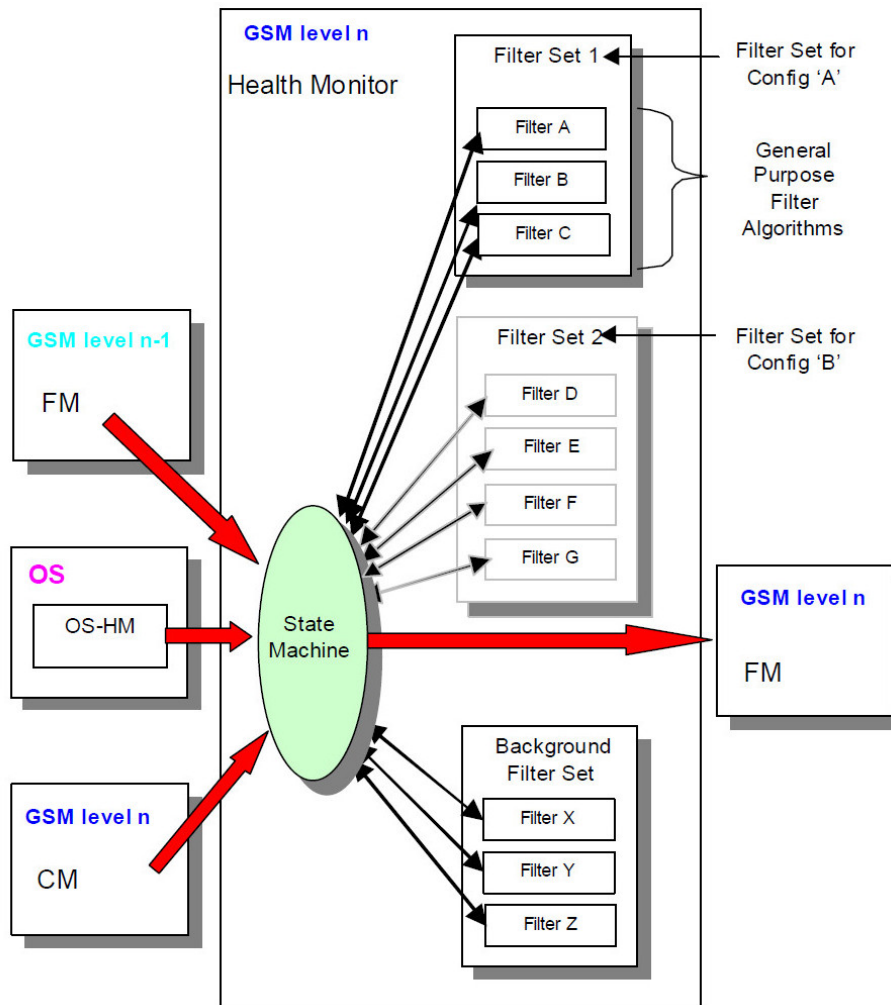 GSM level n
Health Monitor
Filter Set 1
Filter A
Filter B
Filter C
Filter Set for
Config ‘A’
General
Purpose
Filter
Algorithms
GSM level n-1
FM
Filter Set 2
Filter D
Filter E
Filter F
Filter G
Filter Set for
Config ‘B’
OS
OS-HM
State
Machine
GSM level n
FM
GSM level n
CM
Background
Filter Set
Filter X
Filter Y
Filter Z